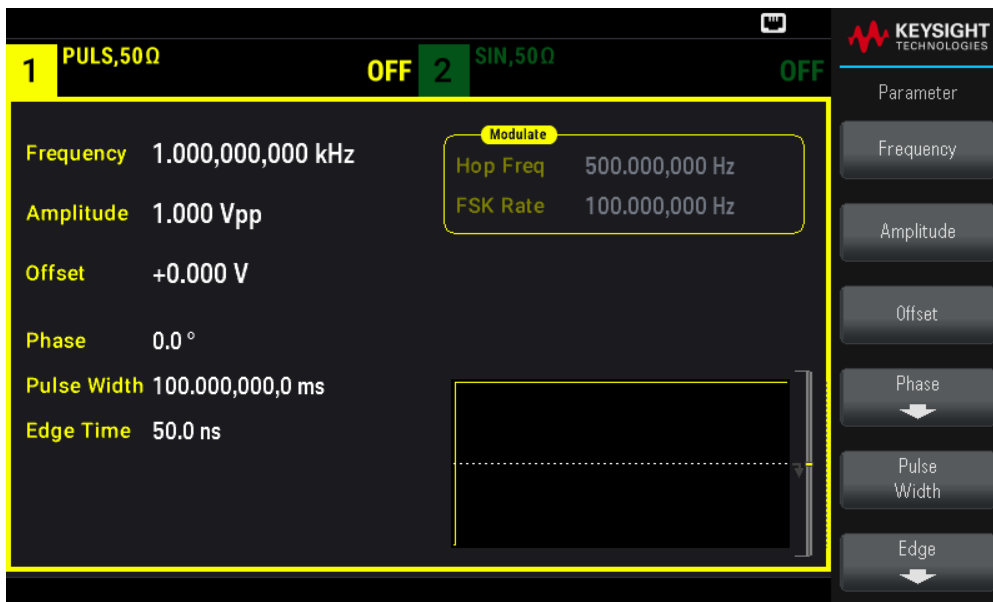 KEYSIGHT
TECHNOLOGIES
1 PULS,50Ω OFF 2 SIN,50Ω OFF
Parameter
Frequency 1.000,000,000 kHz
Amplitude 1.000 Vpp
Offset +0.000 V
Phase 0.0 °
Pulse Width 100.000,000,0 ms
Edge Time 50.0 ns
Modulate
Hop Freq 500.000,000 Hz
FSK Rate 100.000,000 Hz
Frequency
Amplitude
Offset
Phase
Pulse
Width
Edge